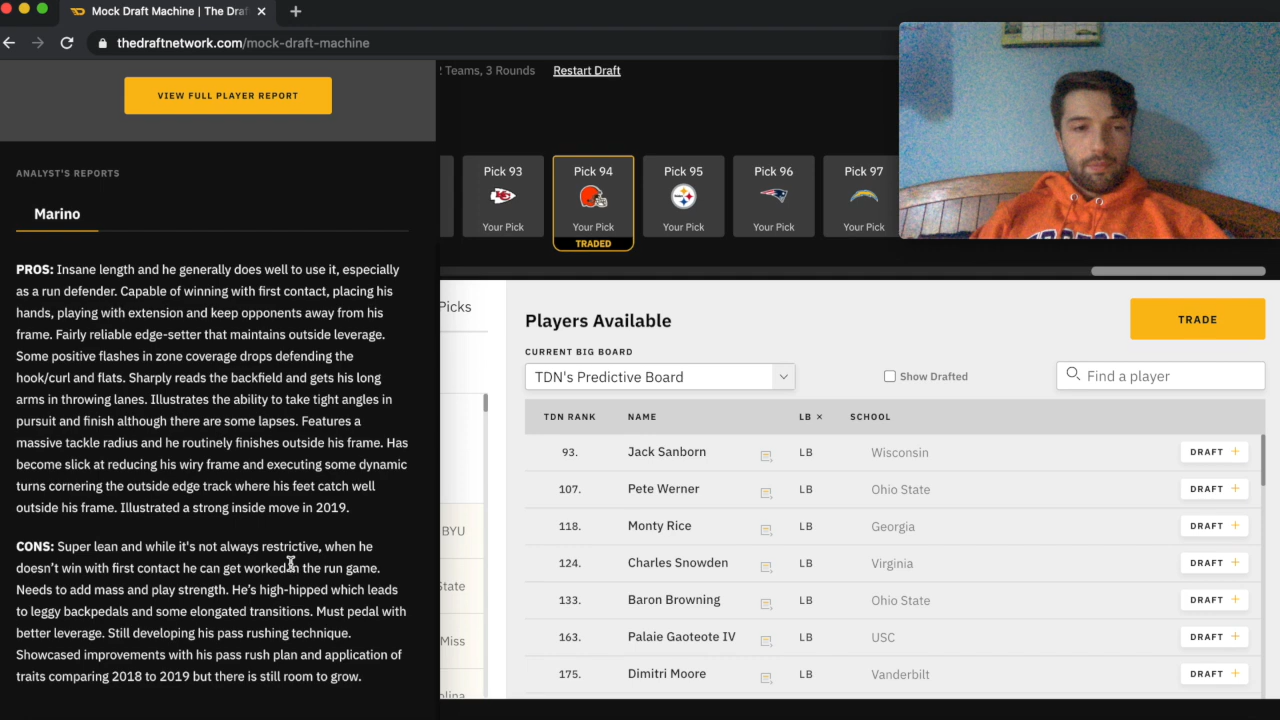 Mock Draft Machine | The Draf
thedraftnetwork.com/mock-draft-machine
Teams, 3 Rounds
Restart Draft
VIEW FULL PLAYER REPORT
Pick 93
Your Pick
Pick 94
Your Pick
TRADED
Pick 95
Your Pick
Pick 96
Your Pick
Pick 97
Your Pick
ANALYST'S REPORTS
Marino
PROS: Insane length and he generally does well to use it, especially
as a run defender. Capable of winning with first contact, placing his
hands, playing with extension and keep opponents away from his
frame. Fairly reliable edge-setter that maintains outside leverage.
Some positive flashes in zone coverage drops defending the
hook/curl and flats. Sharply reads the backfield and gets his long
arms in throwing lanes. Illustrates the ability to take tight angles in
pursuit and finish although there are some lapses. Features a
massive tackle radius and he routinely finishes outside his frame. Has
become slick at reducing his wiry frame and executing some dynamic
turns cornering the outside edge track where his feet catch well
outside his frame. Illustrated a strong inside move in 2019.
CONS: Super lean and while it's not always restrictive, when he
doesn't win with first contact he can get worked in the run game.
Needs to add mass and play strength. He's high-hipped which leads
to leggy backpedals and some elongated transitions. Must pedal with
better leverage. Still developing his pass rushing technique.
Showcased improvements with his pass rush plan and application of
traits comparing 2018 to 2019 but there is still room to grow.
Picks
BYU
State
Miss
olina
Players Available
TRADE
CURRENT BIG BOARD
TDN's Predictive Board
Show Drafted
Find a player
TDN RANK NAME LB × SCHOOL
93. Jack Sanborn LB Wisconsin DRAFT +
107. Pete Werner LB Ohio State DRAFT +
118. Monty Rice LB Georgia DRAFT +
124. Charles Snowden LB Virginia DRAFT +
133. Baron Browning LB Ohio State DRAFT +
163. Palaie Gaoteote IV LB USC DRAFT +
175. Dimitri Moore LB Vanderbilt DRAFT +